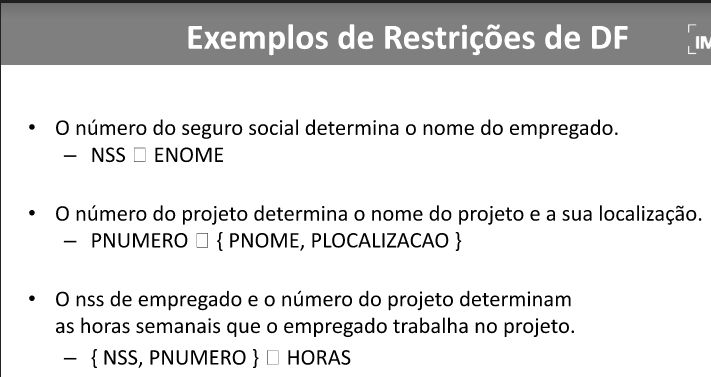 Exemplos de Restrições de DF
IM
• O número do seguro social determina o nome do empregado.
– NSS □ ENOME
• O número do projeto determina o nome do projeto e a sua localização.
– PNUMERO □ { PNOME, PLOCALIZACAO }
• O nss de empregado e o número do projeto determinam
as horas semanais que o empregado trabalha no projeto.
– { NSS, PNUMERO } □ HORAS